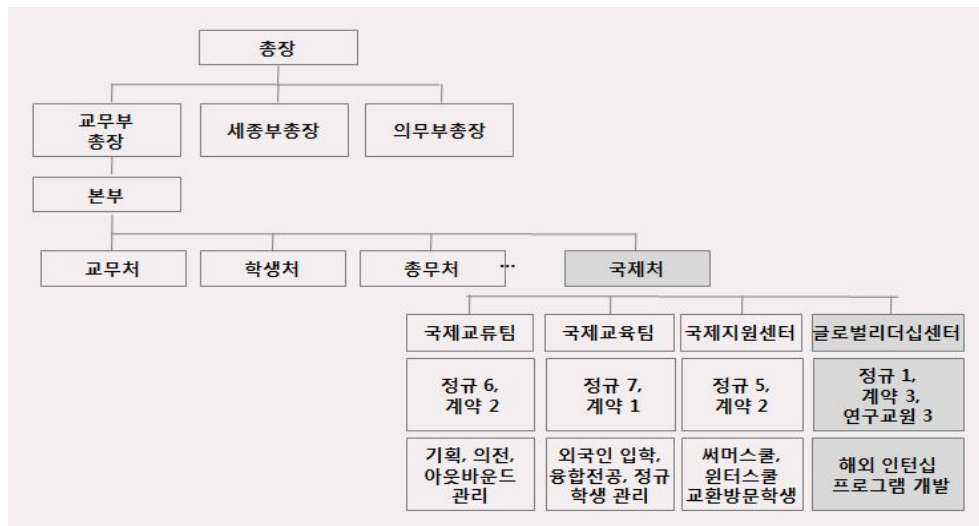 총장
교무부
총장
세종부총장
의무부총장
본부
교무처
학생처
총무처
...
국제처
국제교류팀
국제교육팀
국제지원센터
글로벌리더십센터
정규 6,
계약 2
정규 7,
계약 1
정규 5,
계약 2
정규 1,
계약 3,
연구교원 3
기획, 의전,
아웃바운드
관리
외국인 입학,
융합전공, 정규
학생 관리
써머스쿨,
윈터스쿨
교환방문학생
해외 인턴십
프로그램 개발